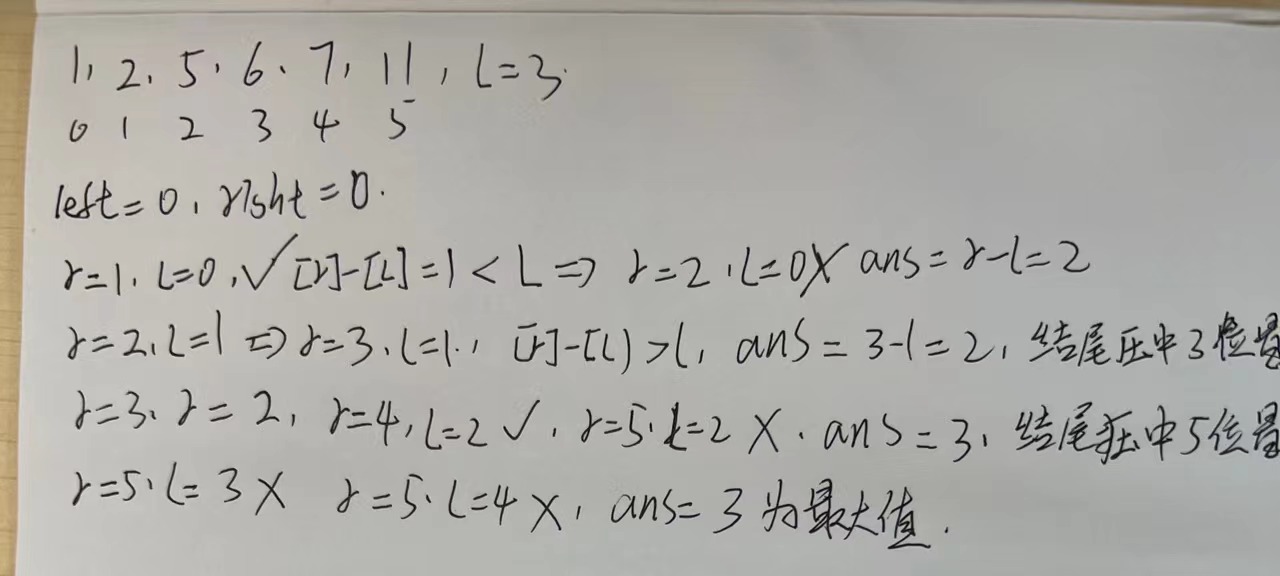 1, 2, 5, 6, 7, 11, l=3.
0 1 2 3 4 5
left=0, right=0.
r=1, l=0, ✓ [r]-[L]=1<L ⇒ r=2, l=0 X ans=r-l=2
r=2, l=1 ⇒ r=3, l=1, [r]-[L]>l, ans=3-1=2, 结尾压中3位置
r=3, r=2, r=4, l=2 ✓, r=5, l=2 X, ans=3, 结尾压中5位置
r=5, l=3 X r=5, l=4 X, ans=3 为最大值.